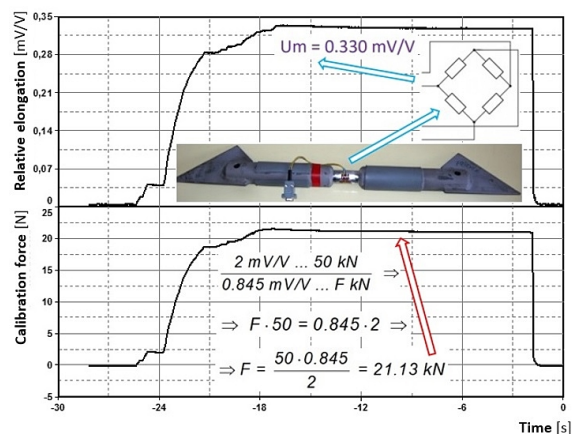 Relative elongation [mV/V]
0,35
0,28
0,21
0,14
0,07
0
Um = 0.330 mV/V
Calibration force [N]
25
20
15
10
5
0
-5
2 mV/V ... 50 kN
0.845 mV/V ... F kN
⇒
⇒ F · 50 = 0.845 · 2 ⇒
⇒ F = 50 · 0.845 / 2 = 21.13 kN
-30 -24 -18 -12 -6 0
Time [s]